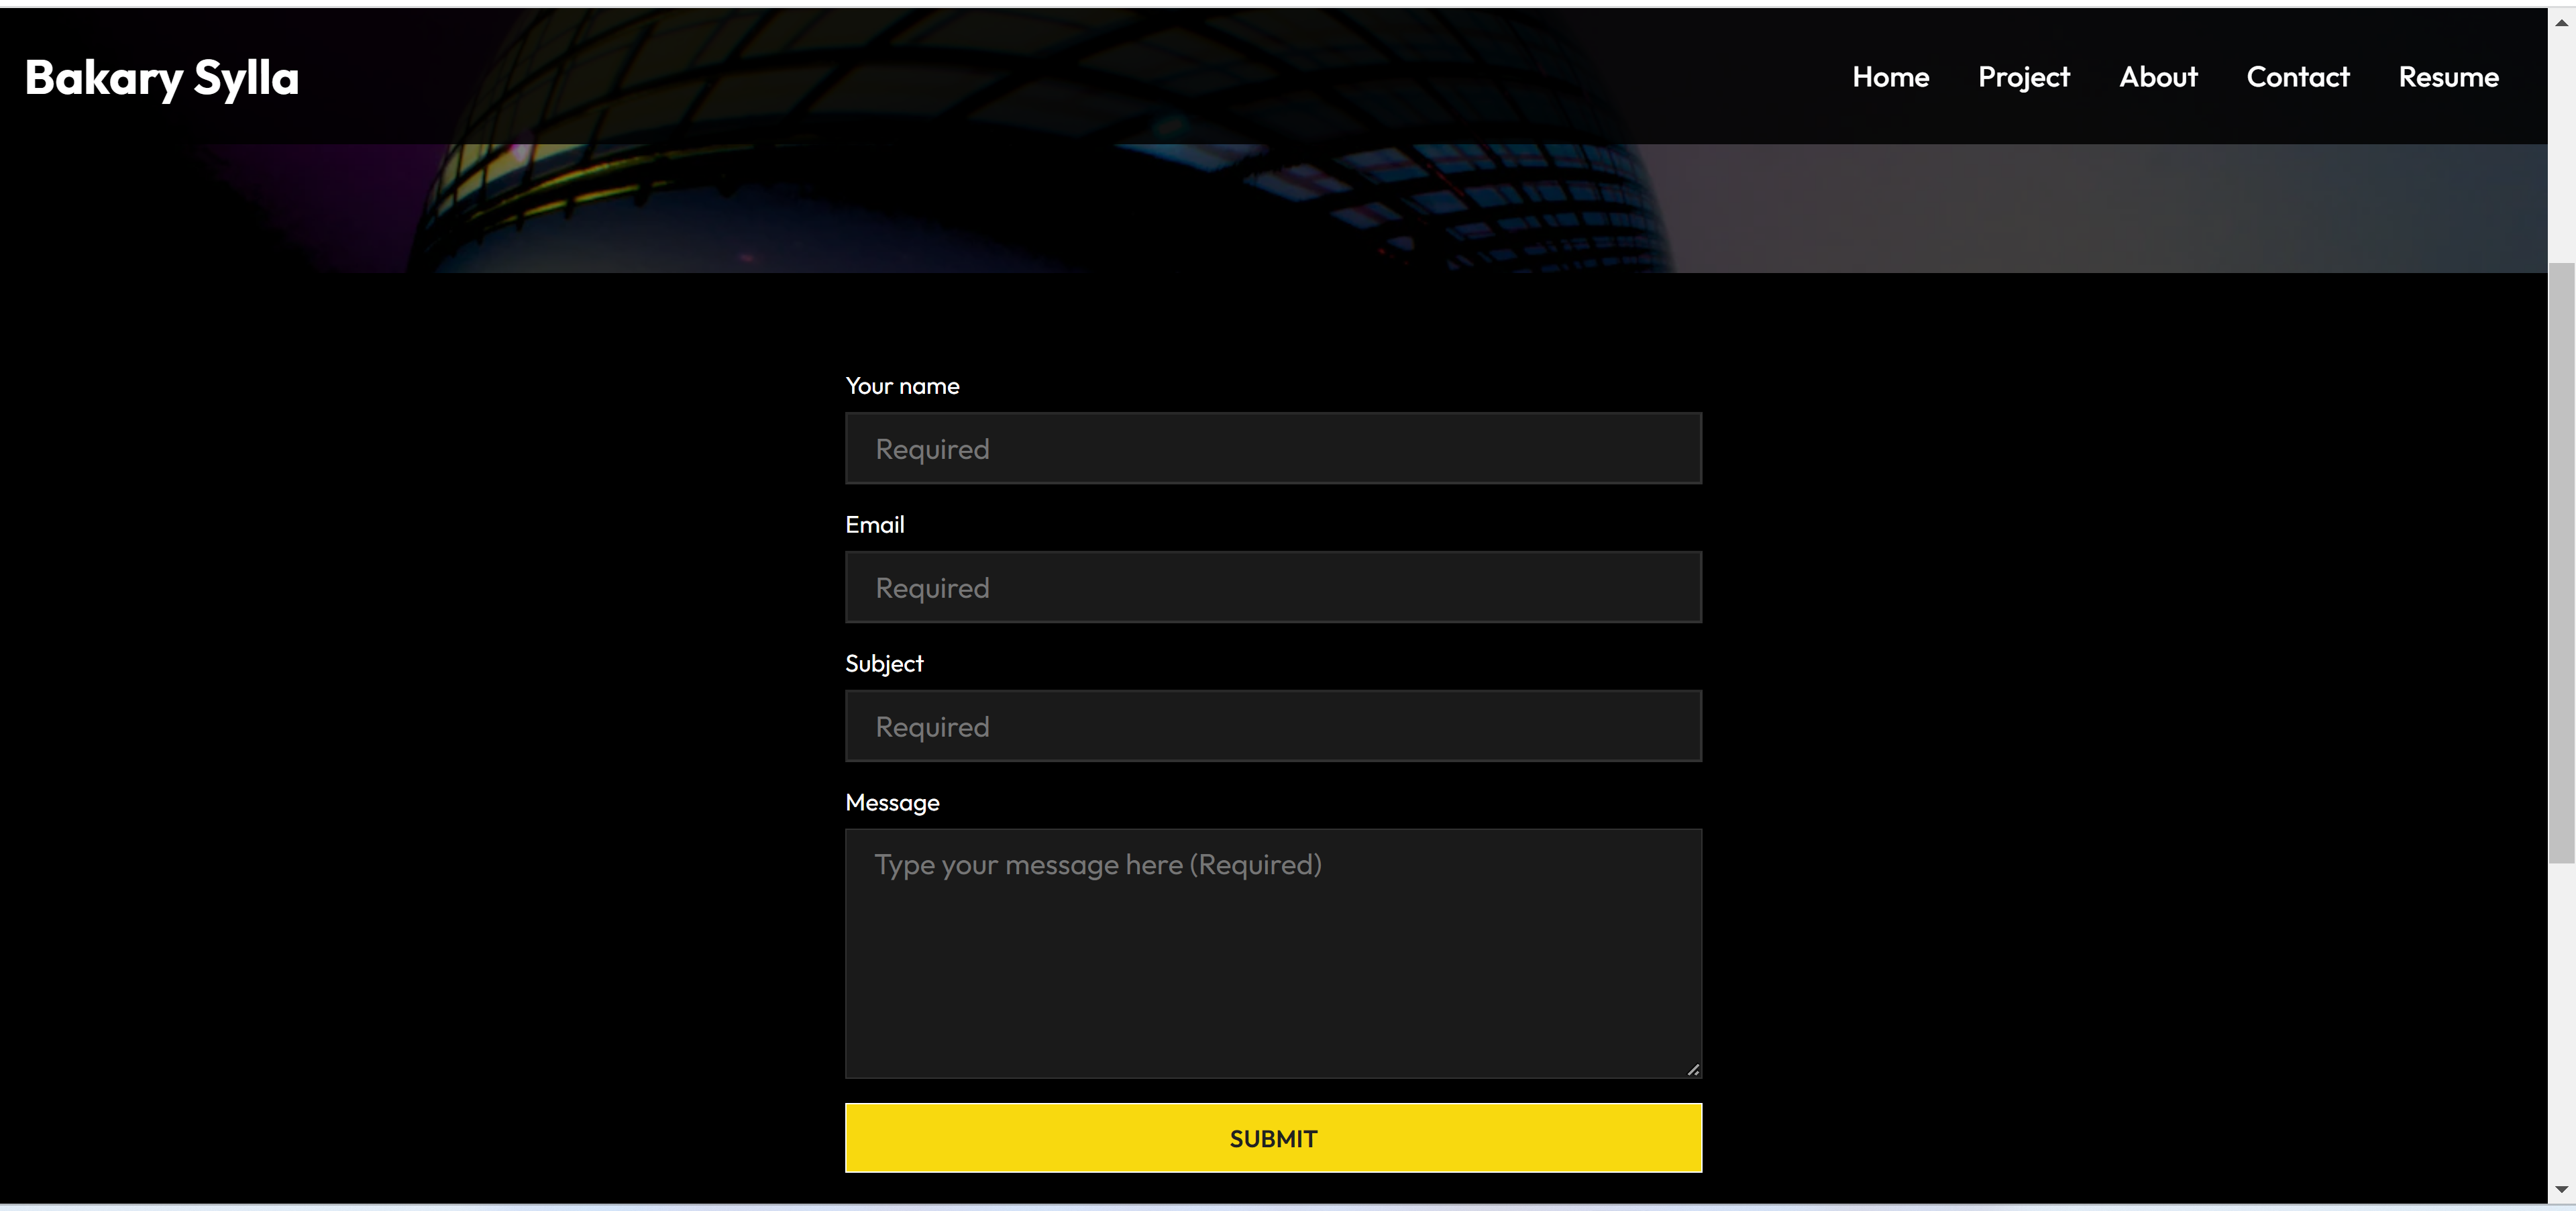 Bakary Sylla
Home Project About Contact Resume
Your name
Required
Email
Required
Subject
Required
Message
Type your message here (Required)
SUBMIT